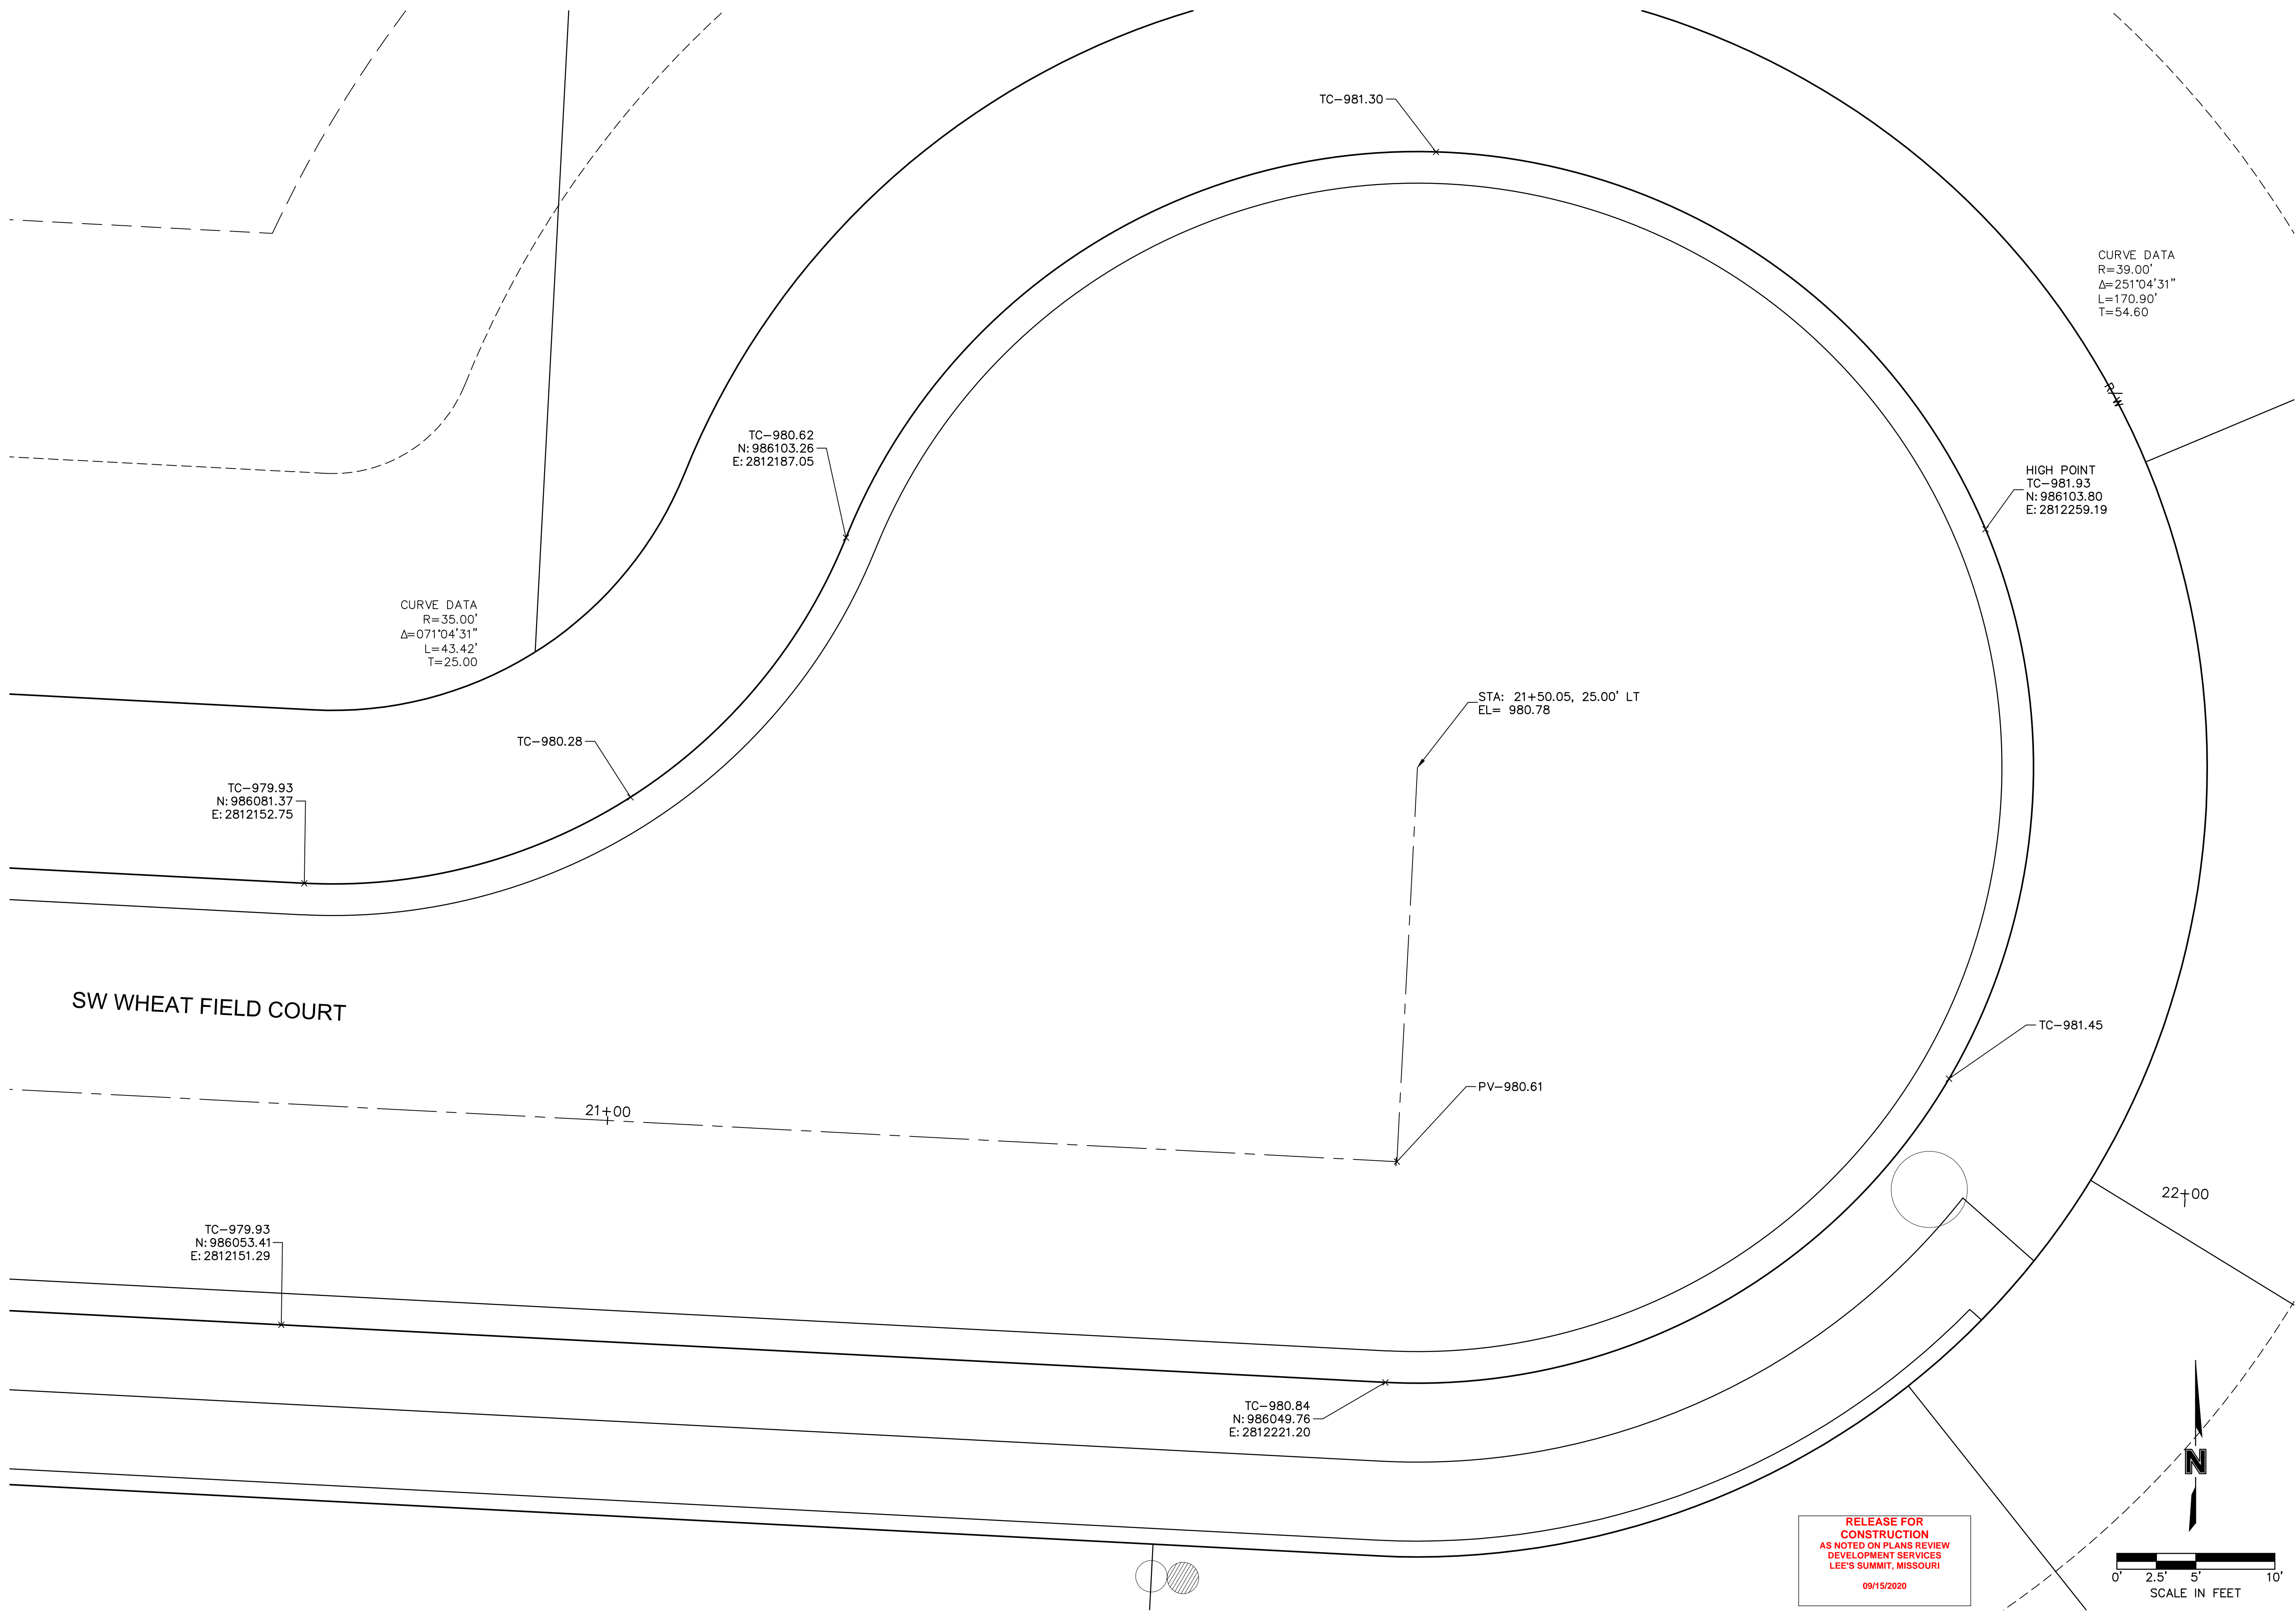 TC-981.30
CURVE DATA
R=39.00'
Δ=251°04'31"
L=170.90'
T=54.60
R/W
TC-980.62
N: 986103.26
E: 2812187.05
HIGH POINT
TC-981.93
N: 986103.80
E: 2812259.19
CURVE DATA
R=35.00'
Δ=071°04'31"
L=43.42'
T=25.00
STA: 21+50.05, 25.00' LT
EL= 980.78
TC-980.28
TC-979.93
N: 986081.37
E: 2812152.75
SW WHEAT FIELD COURT
TC-981.45
PV-980.61
21+00
22+00
TC-979.93
N: 986053.41
E: 2812151.29
TC-980.84
N: 986049.76
E: 2812221.20
N
RELEASE FOR
CONSTRUCTION
AS NOTED ON PLANS REVIEW
DEVELOPMENT SERVICES
LEE'S SUMMIT, MISSOURI
09/15/2020
0' 2.5' 5' 10'
SCALE IN FEET